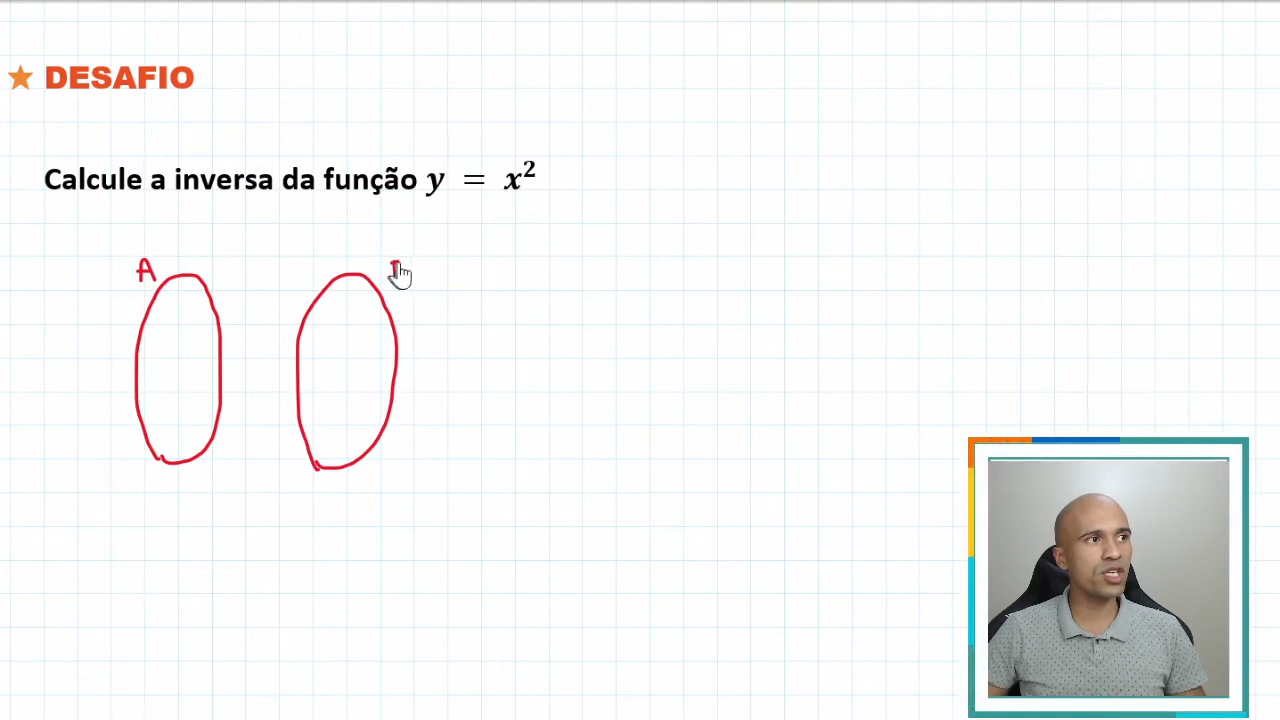 DESAFIO
Calcule a inversa da função y = x²
A